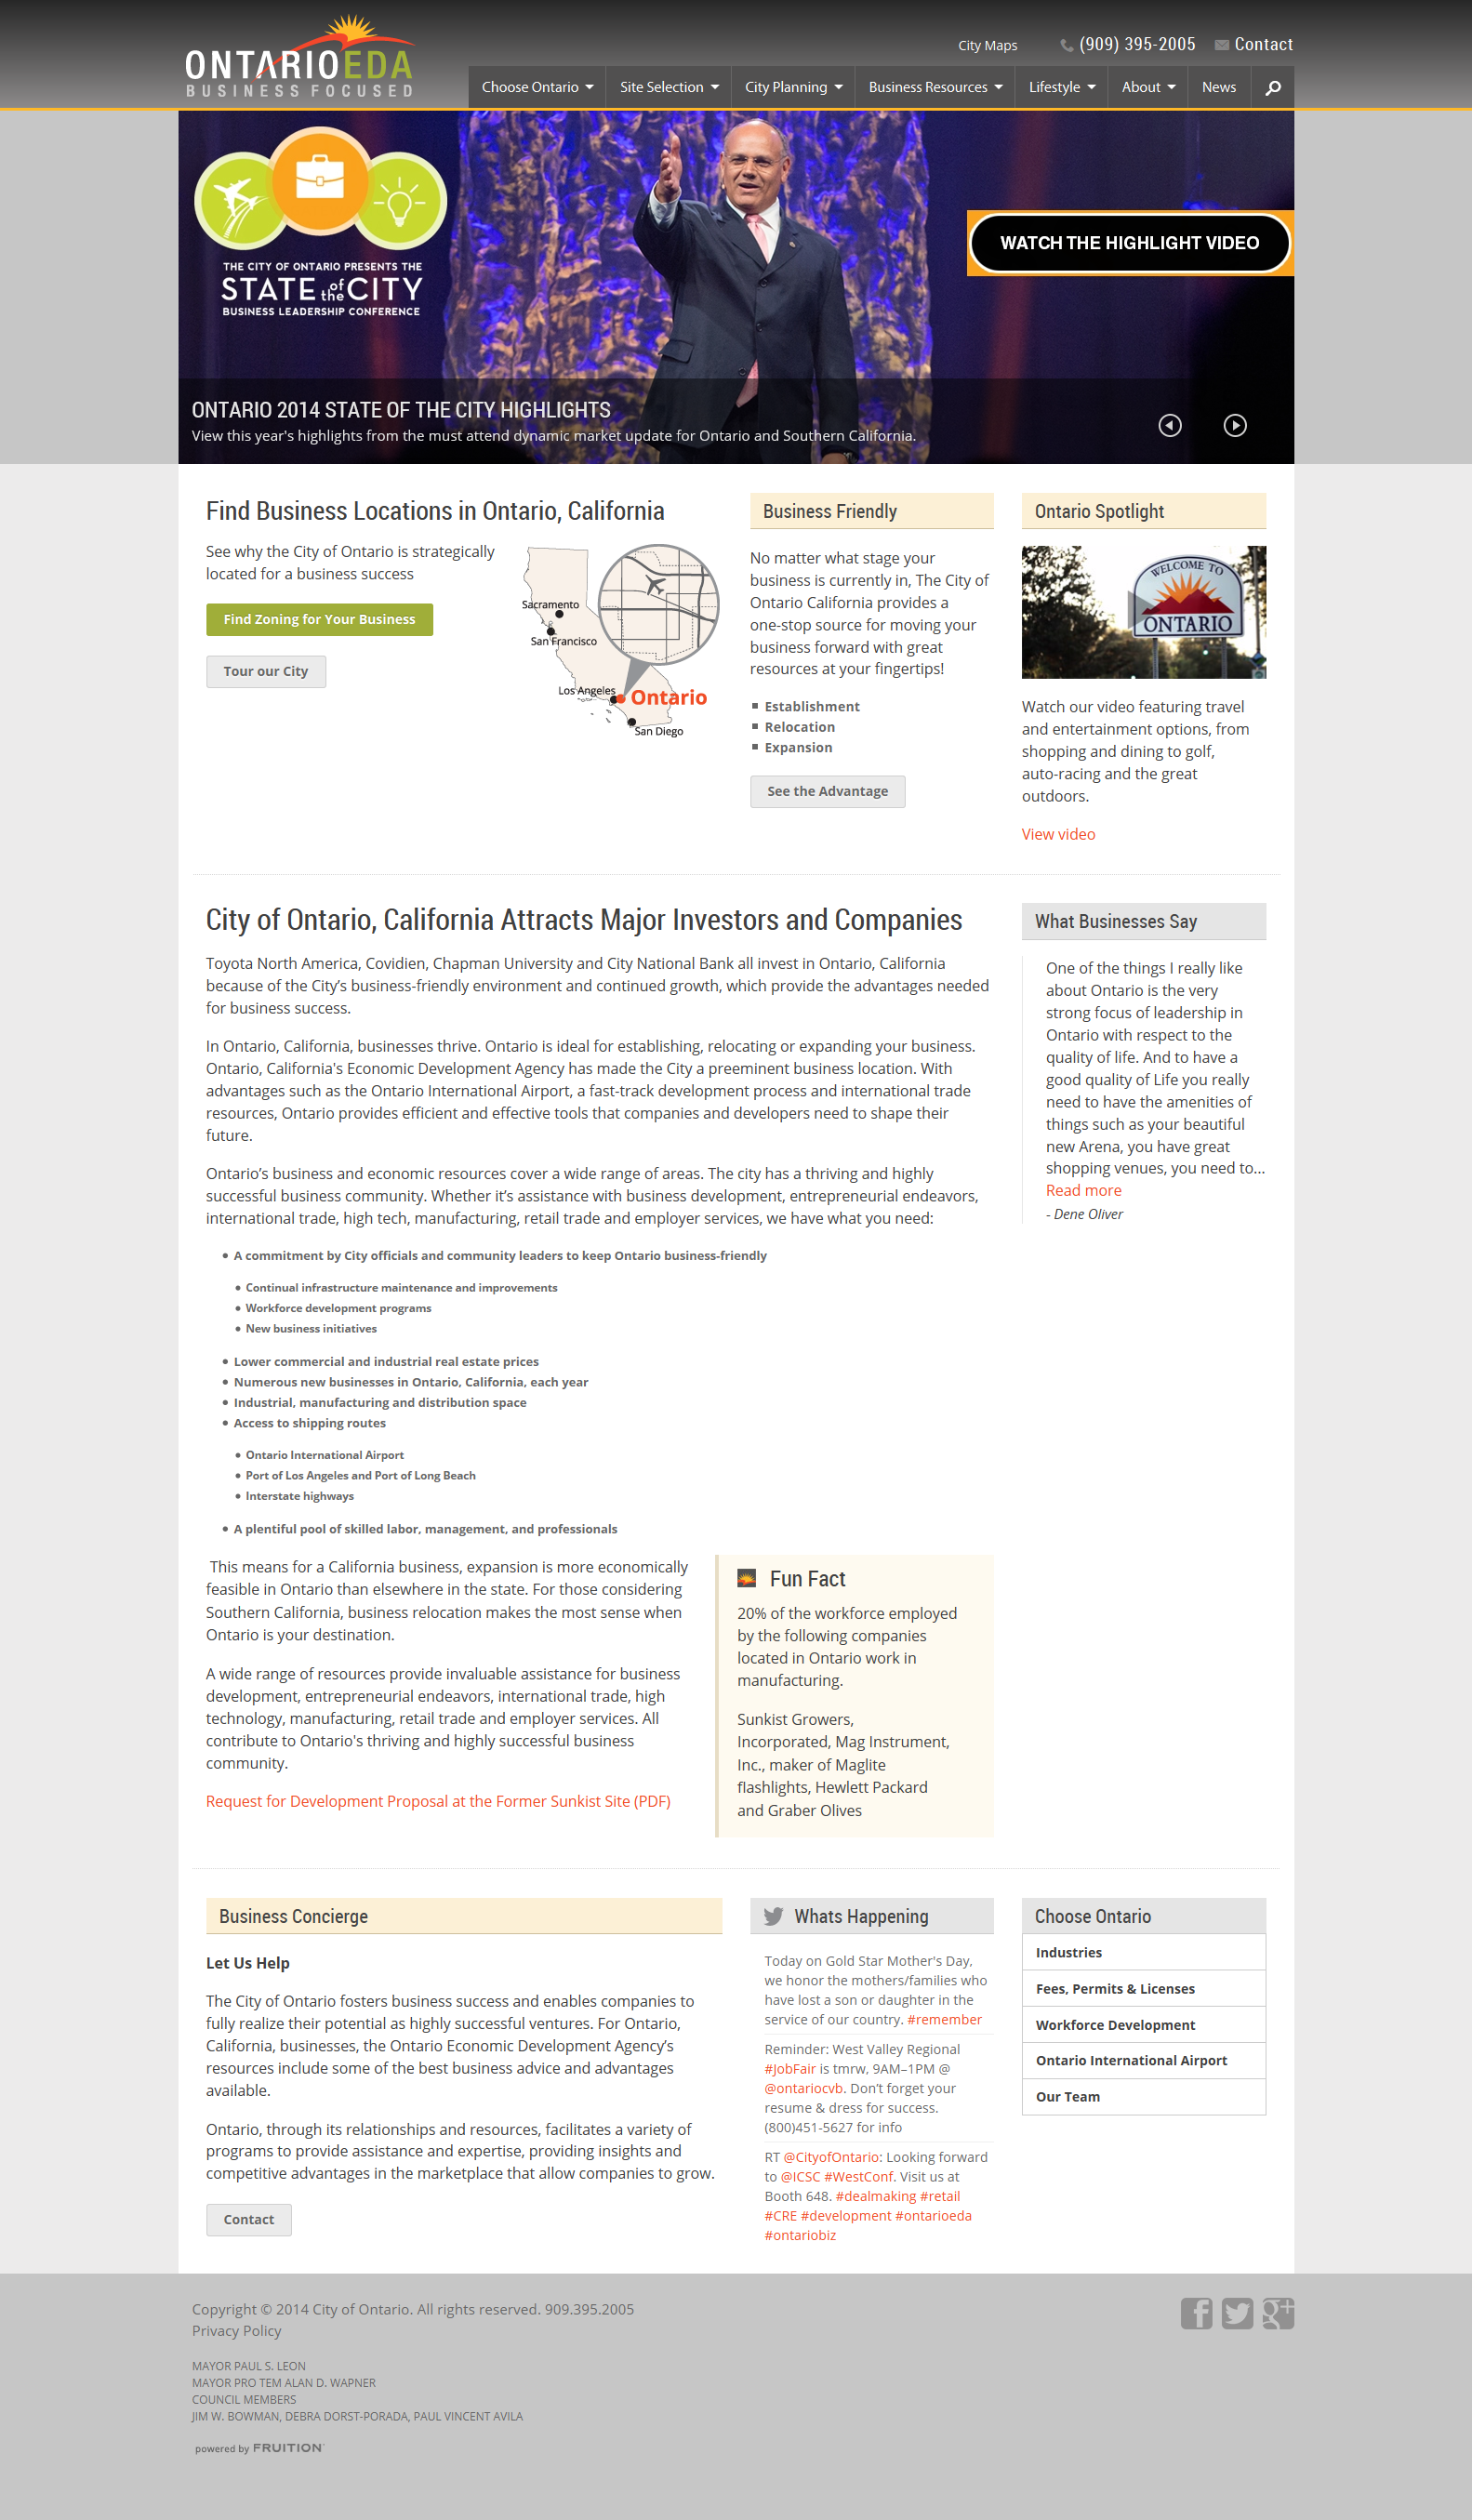 ONTARIOEDA
BUSINESS FOCUSED
City Maps
(909) 395-2005
Contact
Choose Ontario
Site Selection
City Planning
Business Resources
Lifestyle
About
News
THE CITY OF ONTARIO PRESENTS THE
STATE of the CITY
BUSINESS LEADERSHIP CONFERENCE
WATCH THE HIGHLIGHT VIDEO
ONTARIO 2014 STATE OF THE CITY HIGHLIGHTS
View this year's highlights from the must attend dynamic market update for Ontario and Southern California.
Find Business Locations in Ontario, California
See why the City of Ontario is strategically
located for a business success
Find Zoning for Your Business
Tour our City
Sacramento
San Francisco
Los Angeles
Ontario
San Diego
Business Friendly
No matter what stage your
business is currently in, The City of
Ontario California provides a
one-stop source for moving your
business forward with great
resources at your fingertips!
Establishment
Relocation
Expansion
See the Advantage
Ontario Spotlight
WELCOME TO
ONTARIO
Watch our video featuring travel
and entertainment options, from
shopping and dining to golf,
auto-racing and the great
outdoors.
View video
City of Ontario, California Attracts Major Investors and Companies
Toyota North America, Covidien, Chapman University and City National Bank all invest in Ontario, California
because of the City’s business-friendly environment and continued growth, which provide the advantages needed
for business success.
In Ontario, California, businesses thrive. Ontario is ideal for establishing, relocating or expanding your business.
Ontario, California's Economic Development Agency has made the City a preeminent business location. With
advantages such as the Ontario International Airport, a fast-track development process and international trade
resources, Ontario provides efficient and effective tools that companies and developers need to shape their
future.
Ontario’s business and economic resources cover a wide range of areas. The city has a thriving and highly
successful business community. Whether it’s assistance with business development, entrepreneurial endeavors,
international trade, high tech, manufacturing, retail trade and employer services, we have what you need:
A commitment by City officials and community leaders to keep Ontario business-friendly
Continual infrastructure maintenance and improvements
Workforce development programs
New business initiatives
Lower commercial and industrial real estate prices
Numerous new businesses in Ontario, California, each year
Industrial, manufacturing and distribution space
Access to shipping routes
Ontario International Airport
Port of Los Angeles and Port of Long Beach
Interstate highways
A plentiful pool of skilled labor, management, and professionals
This means for a California business, expansion is more economically
feasible in Ontario than elsewhere in the state. For those considering
Southern California, business relocation makes the most sense when
Ontario is your destination.
A wide range of resources provide invaluable assistance for business
development, entrepreneurial endeavors, international trade, high
technology, manufacturing, retail trade and employer services. All
contribute to Ontario's thriving and highly successful business
community.
Request for Development Proposal at the Former Sunkist Site (PDF)
Fun Fact
20% of the workforce employed
by the following companies
located in Ontario work in
manufacturing.
Sunkist Growers,
Incorporated, Mag Instrument,
Inc., maker of Maglite
flashlights, Hewlett Packard
and Graber Olives
What Businesses Say
One of the things I really like
about Ontario is the very
strong focus of leadership in
Ontario with respect to the
quality of life. And to have a
good quality of Life you really
need to have the amenities of
things such as your beautiful
new Arena, you have great
shopping venues, you need to...
Read more
- Dene Oliver
Business Concierge
Let Us Help
The City of Ontario fosters business success and enables companies to
fully realize their potential as highly successful ventures. For Ontario,
California, businesses, the Ontario Economic Development Agency’s
resources include some of the best business advice and advantages
available.
Ontario, through its relationships and resources, facilitates a variety of
programs to provide assistance and expertise, providing insights and
competitive advantages in the marketplace that allow companies to grow.
Contact
Whats Happening
Today on Gold Star Mother's Day,
we honor the mothers/families who
have lost a son or daughter in the
service of our country. #remember
Reminder: West Valley Regional
#JobFair is tmrw, 9AM–1PM @
@ontariocvb. Don’t forget your
resume & dress for success.
(800)451-5627 for info
RT @CityofOntario: Looking forward
to @ICSC #WestConf. Visit us at
Booth 648. #dealmaking #retail
#CRE #development #ontarioeda
#ontariobiz
Choose Ontario
Industries
Fees, Permits & Licenses
Workforce Development
Ontario International Airport
Our Team
Copyright © 2014 City of Ontario. All rights reserved. 909.395.2005
Privacy Policy
MAYOR PAUL S. LEON
MAYOR PRO TEM ALAN D. WAPNER
COUNCIL MEMBERS
JIM W. BOWMAN, DEBRA DORST-PORADA, PAUL VINCENT AVILA
powered by FRUITION